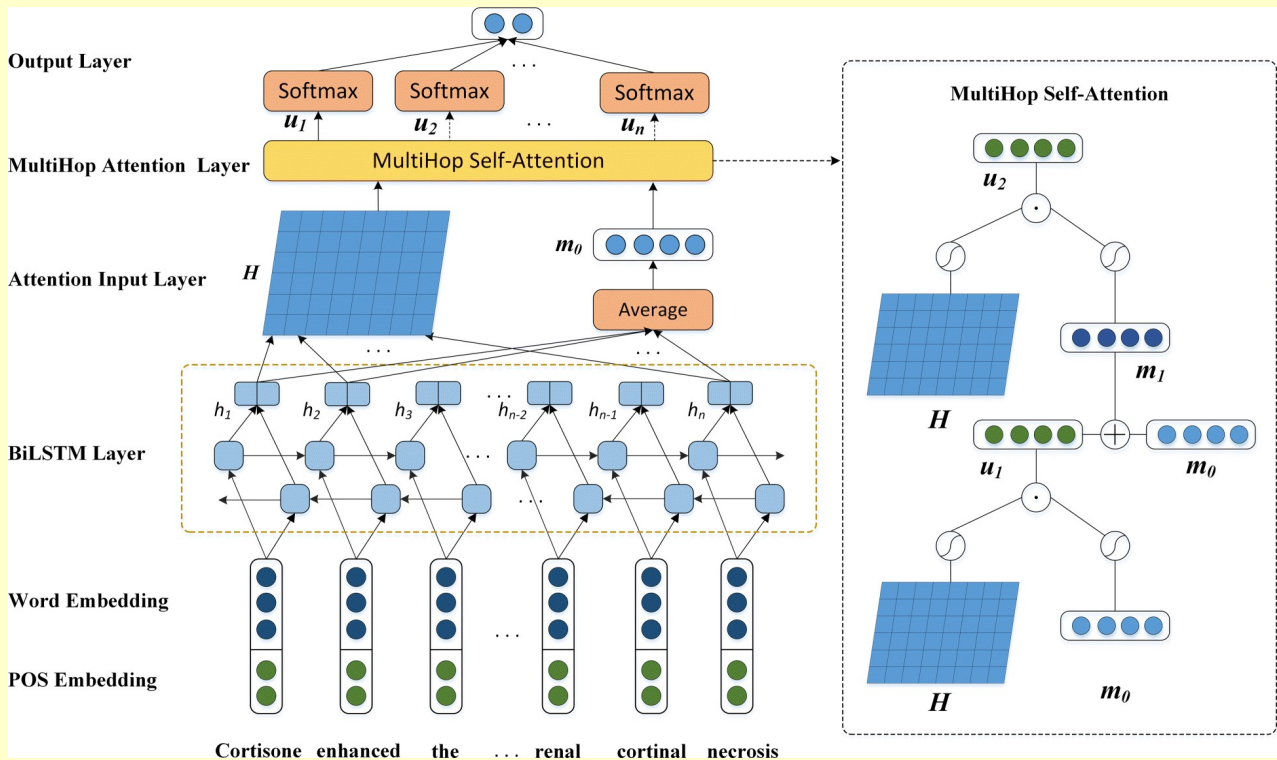 Output Layer
Softmax Softmax . . . Softmax
u1 u2 . . . un
MultiHop Attention Layer
MultiHop Self-Attention
Attention Input Layer
H
m0
Average
. . . . . .
BiLSTM Layer
h1 h2 h3 . . . hn-2 hn-1 hn
. . .
. . .
Word Embedding
. . .
POS Embedding
Cortisone enhanced the . . . renal cortinal necrosis
MultiHop Self-Attention
u2
H
m1
u1
m0
H
m0